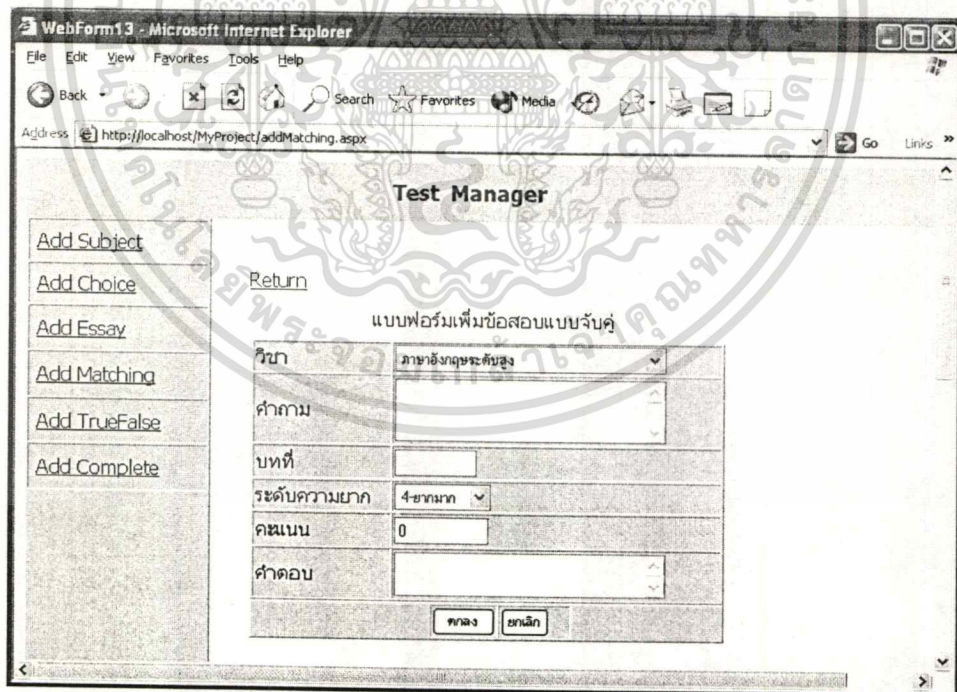 WebForm13 - Microsoft Internet Explorer
File Edit View Favorites Tools Help
Back Search Favorites Media
Address http://localhost/MyProject/addMatching.aspx Go Links »
Test Manager
Add Subject
Add Choice
Add Essay
Add Matching
Add TrueFalse
Add Complete
Return
แบบฟอร์มเพิ่มข้อสอบแบบจับคู่
วิชา ภาษาอังกฤษระดับสูง
คำถาม
บทที่
ระดับความยาก 4-ยากมาก
คะแนน 0
คำตอบ
ตกลง ยกเลิก